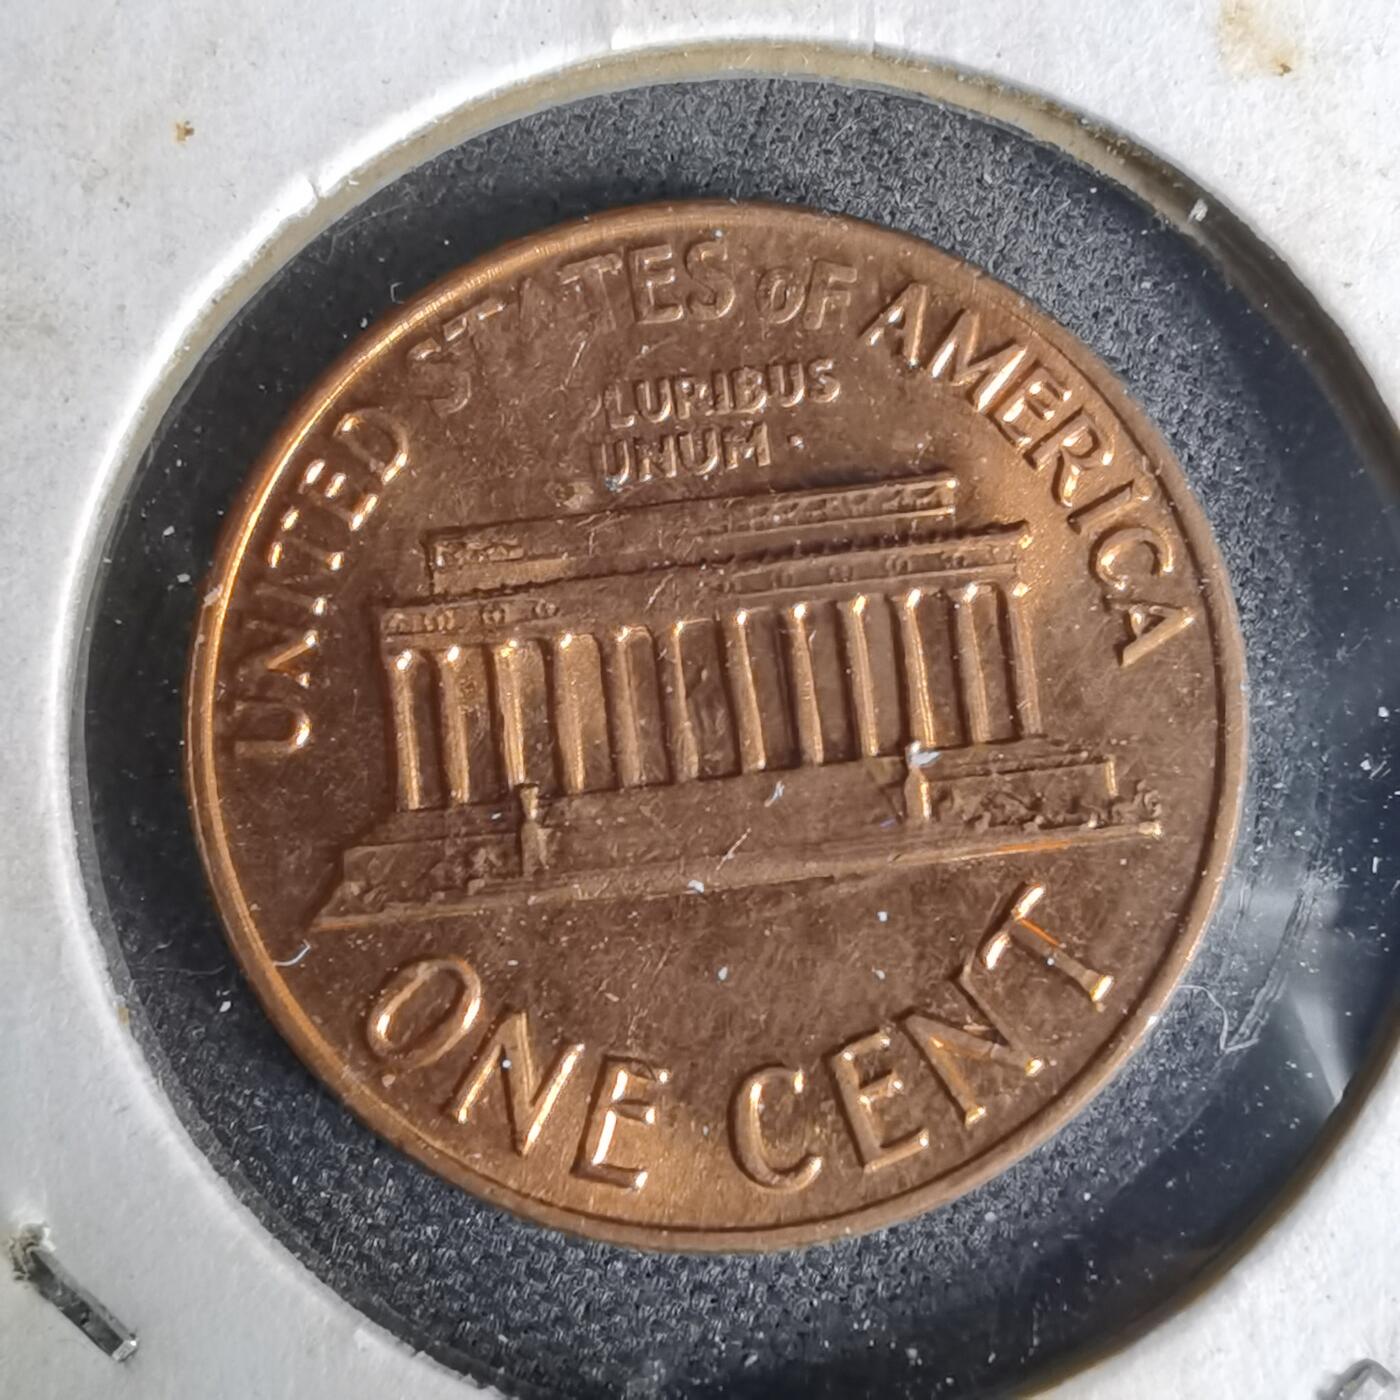 UNITED STATES OF AMERICA
PLURIBUS
UNUM
ONE CENT